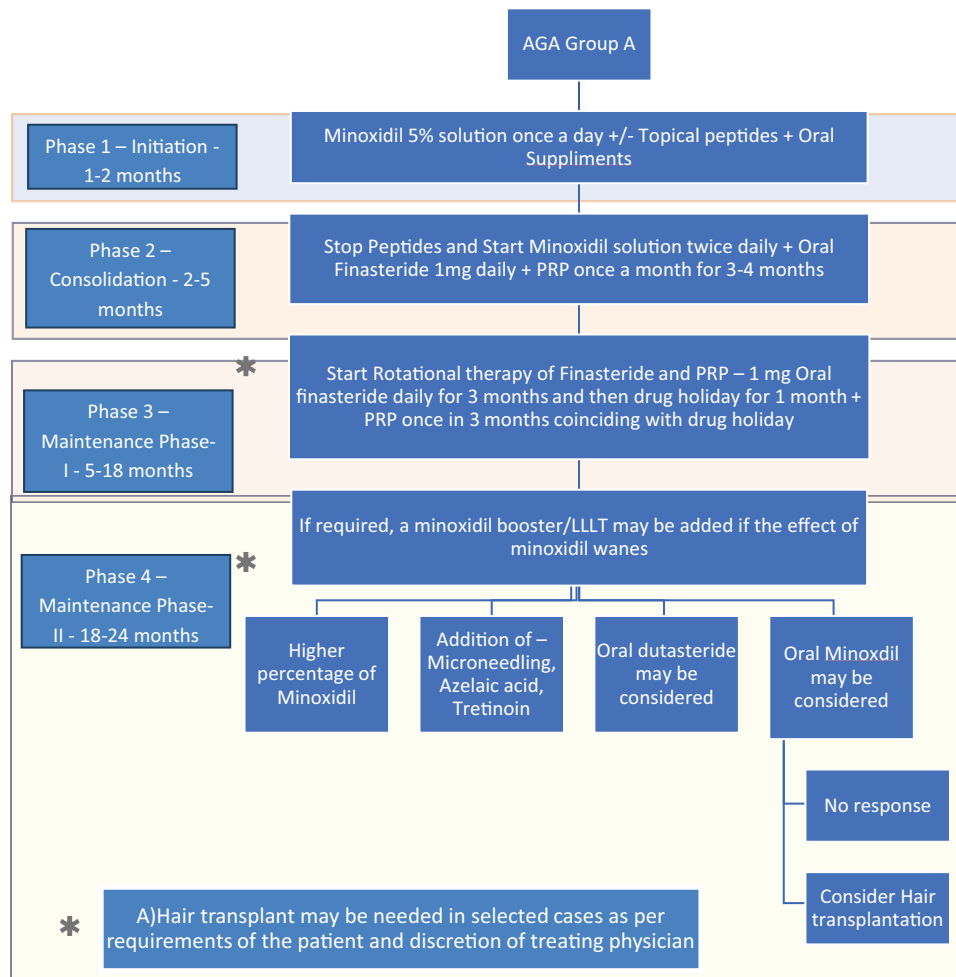 AGA Group A
Phase 1 – Initiation -
1-2 months
Minoxidil 5% solution once a day +/- Topical peptides + Oral
Suppliments
Phase 2 –
Consolidation - 2-5
months
Stop Peptides and Start Minoxidil solution twice daily + Oral
Finasteride 1mg daily + PRP once a month for 3-4 months
*
Phase 3 –
Maintenance Phase-
I - 5-18 months
Start Rotational therapy of Finasteride and PRP – 1 mg Oral
finasteride daily for 3 months and then drug holiday for 1 month +
PRP once in 3 months coinciding with drug holiday
*
Phase 4 –
Maintenance Phase-
II - 18-24 months
If required, a minoxidil booster/LLLT may be added if the effect of
minoxidil wanes
Higher
percentage of
Minoxidil
Addition of –
Microneedling,
Azelaic acid,
Tretinoin
Oral dutasteride
may be
considered
Oral Minoxdil
may be
considered
No response
Consider Hair
transplantation
*
A)Hair transplant may be needed in selected cases as per
requirements of the patient and discretion of treating physician